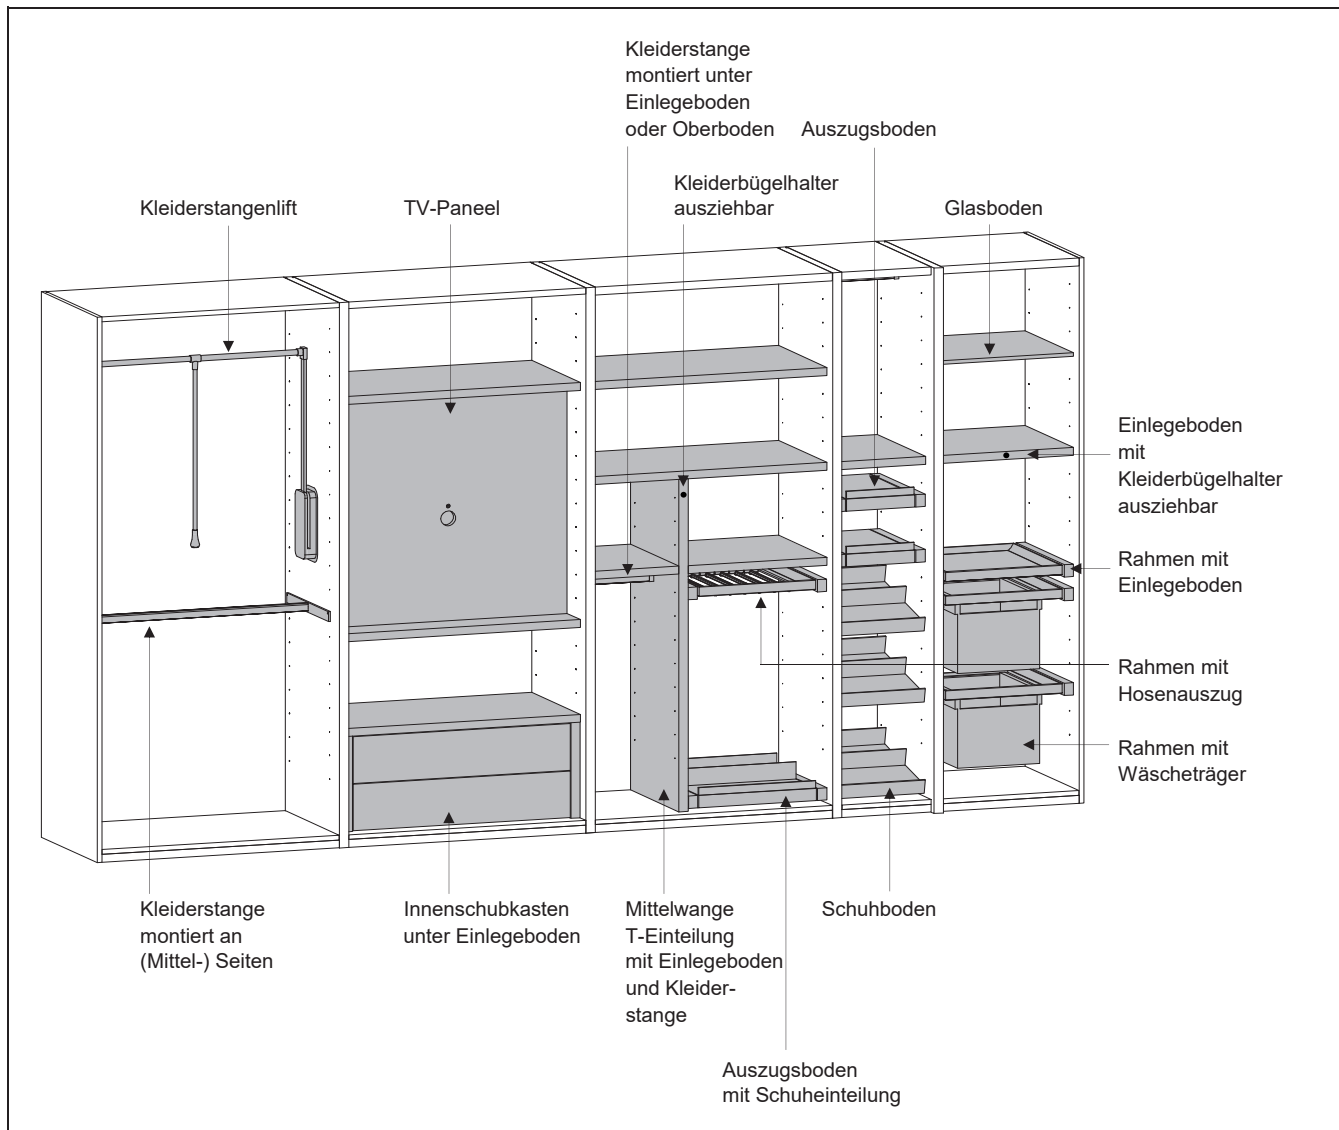 Kleiderstange
montiert unter
Einlegeboden
oder Oberboden
Auszugsboden
Kleiderbügelhalter
ausziehbar
Kleiderstangenlift
TV-Paneel
Glasboden
Einlegeboden
mit
Kleiderbügelhalter
ausziehbar
Rahmen mit
Einlegeboden
Rahmen mit
Hosenauszug
Rahmen mit
Wäscheträger
Kleiderstange
montiert an
(Mittel-) Seiten
Innenschubkasten
unter Einlegeboden
Mittelwange
T-Einteilung
mit Einlegeboden
und Kleider-
stange
Schuhboden
Auszugsboden
mit Schuheinteilung